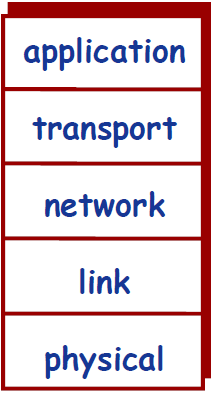 application
transport
network
link
physical